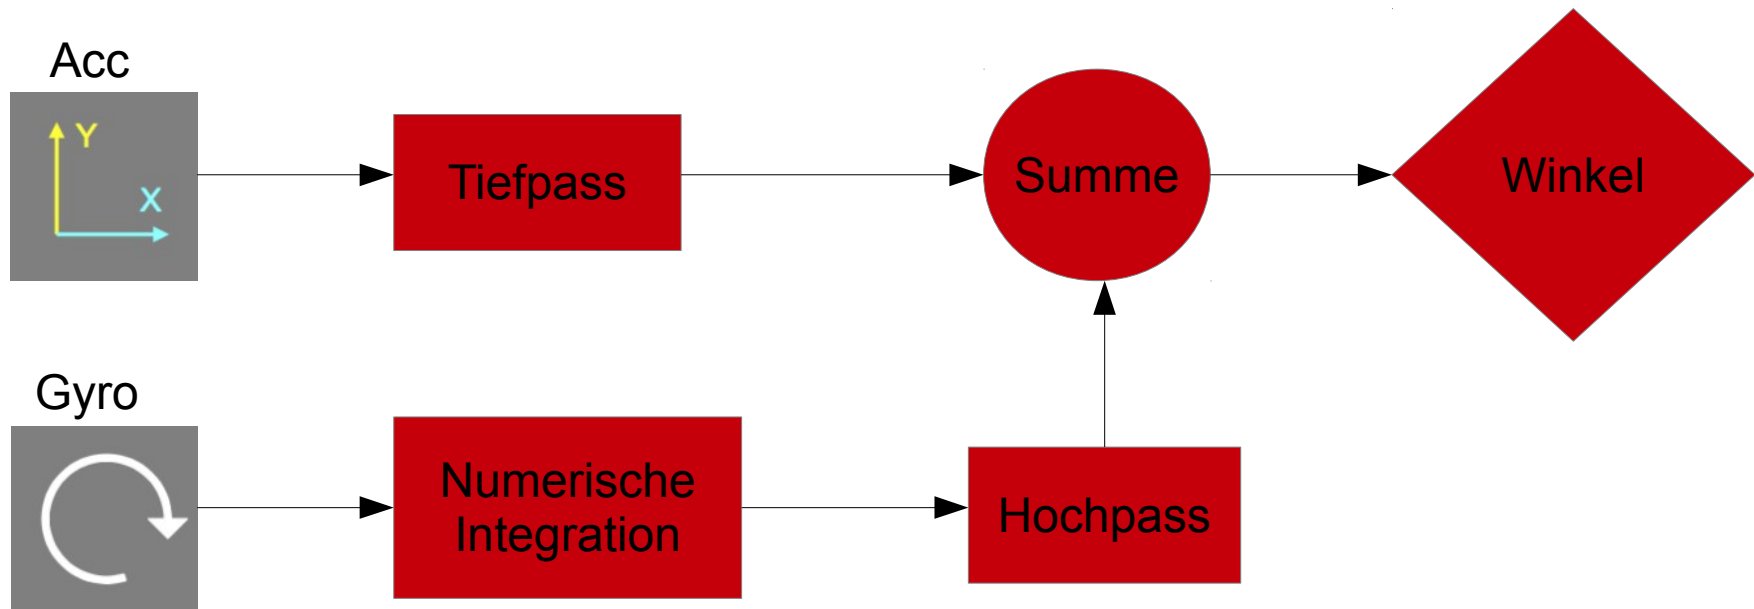 Acc
Y
X
Tiefpass
Summe
Winkel
Gyro
Numerische
Integration
Hochpass